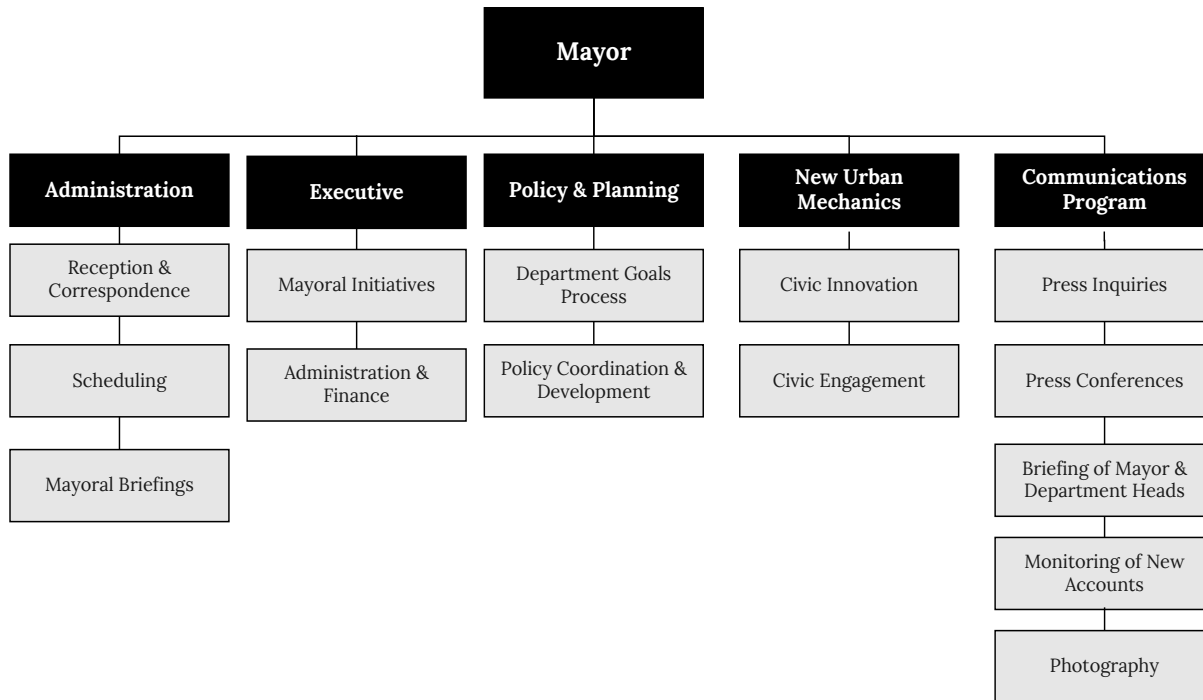 Mayor
Administration
Executive
Policy & Planning
New Urban
Mechanics
Communications
Program
Reception &
Correspondence
Scheduling
Mayoral Briefings
Mayoral Initiatives
Administration &
Finance
Department Goals
Process
Policy Coordination &
Development
Civic Innovation
Civic Engagement
Press Inquiries
Press Conferences
Briefing of Mayor &
Department Heads
Monitoring of New
Accounts
Photography